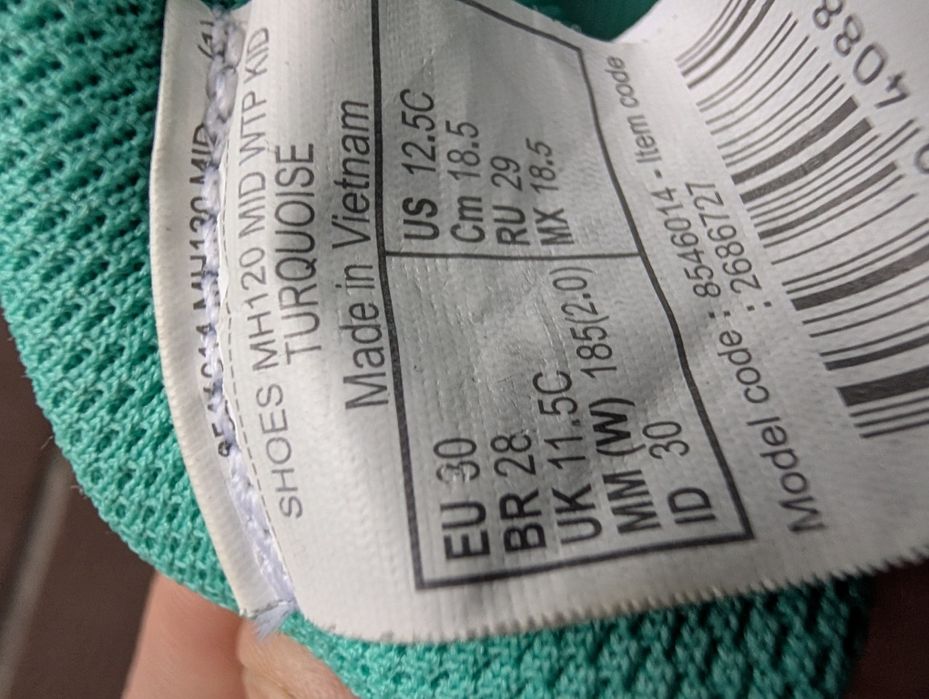 MH120 MID
SHOES MH120 MID WTP KID
TURQUOISE
Made in Vietnam
EU 30 US 12.5C
BR 28 Cm 18.5
UK 11.5C RU 29
MM (W) 185(2.0) MX 18.5
ID 30
Model code : 8546014 - Item code
: 2686727